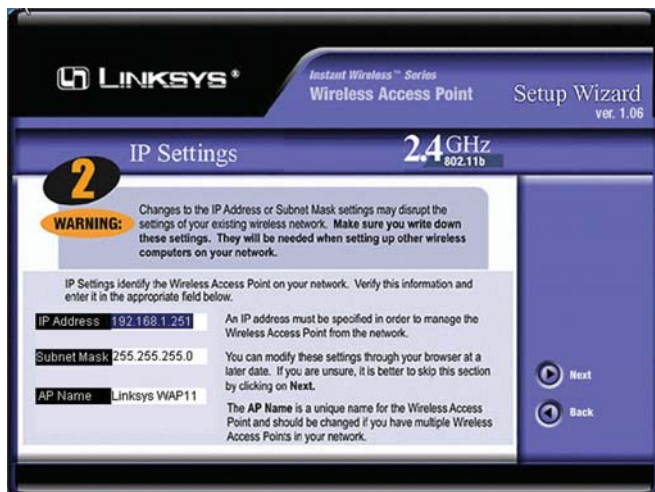 LINKSYS®
Instant Wireless™ Series
Wireless Access Point
Setup Wizard
ver. 1.06
IP Settings
2.4 GHz
802.11b
2
WARNING:
Changes to the IP Address or Subnet Mask settings may disrupt the
settings of your existing wireless network. Make sure you write down
these settings. They will be needed when setting up other wireless
computers on your network.
IP Settings identify the Wireless Access Point on your network. Verify this information and
enter it in the appropriate field below.
IP Address 192.168.1.251
An IP address must be specified in order to manage the
Wireless Access Point from the network.
Subnet Mask 255.255.255.0
You can modify these settings through your browser at a
later date. If you are unsure, it is better to skip this section
by clicking on Next.
AP Name Linksys WAP11
The AP Name is a unique name for the Wireless Access
Point and should be changed if you have multiple Wireless
Access Points in your network.
Next
Back